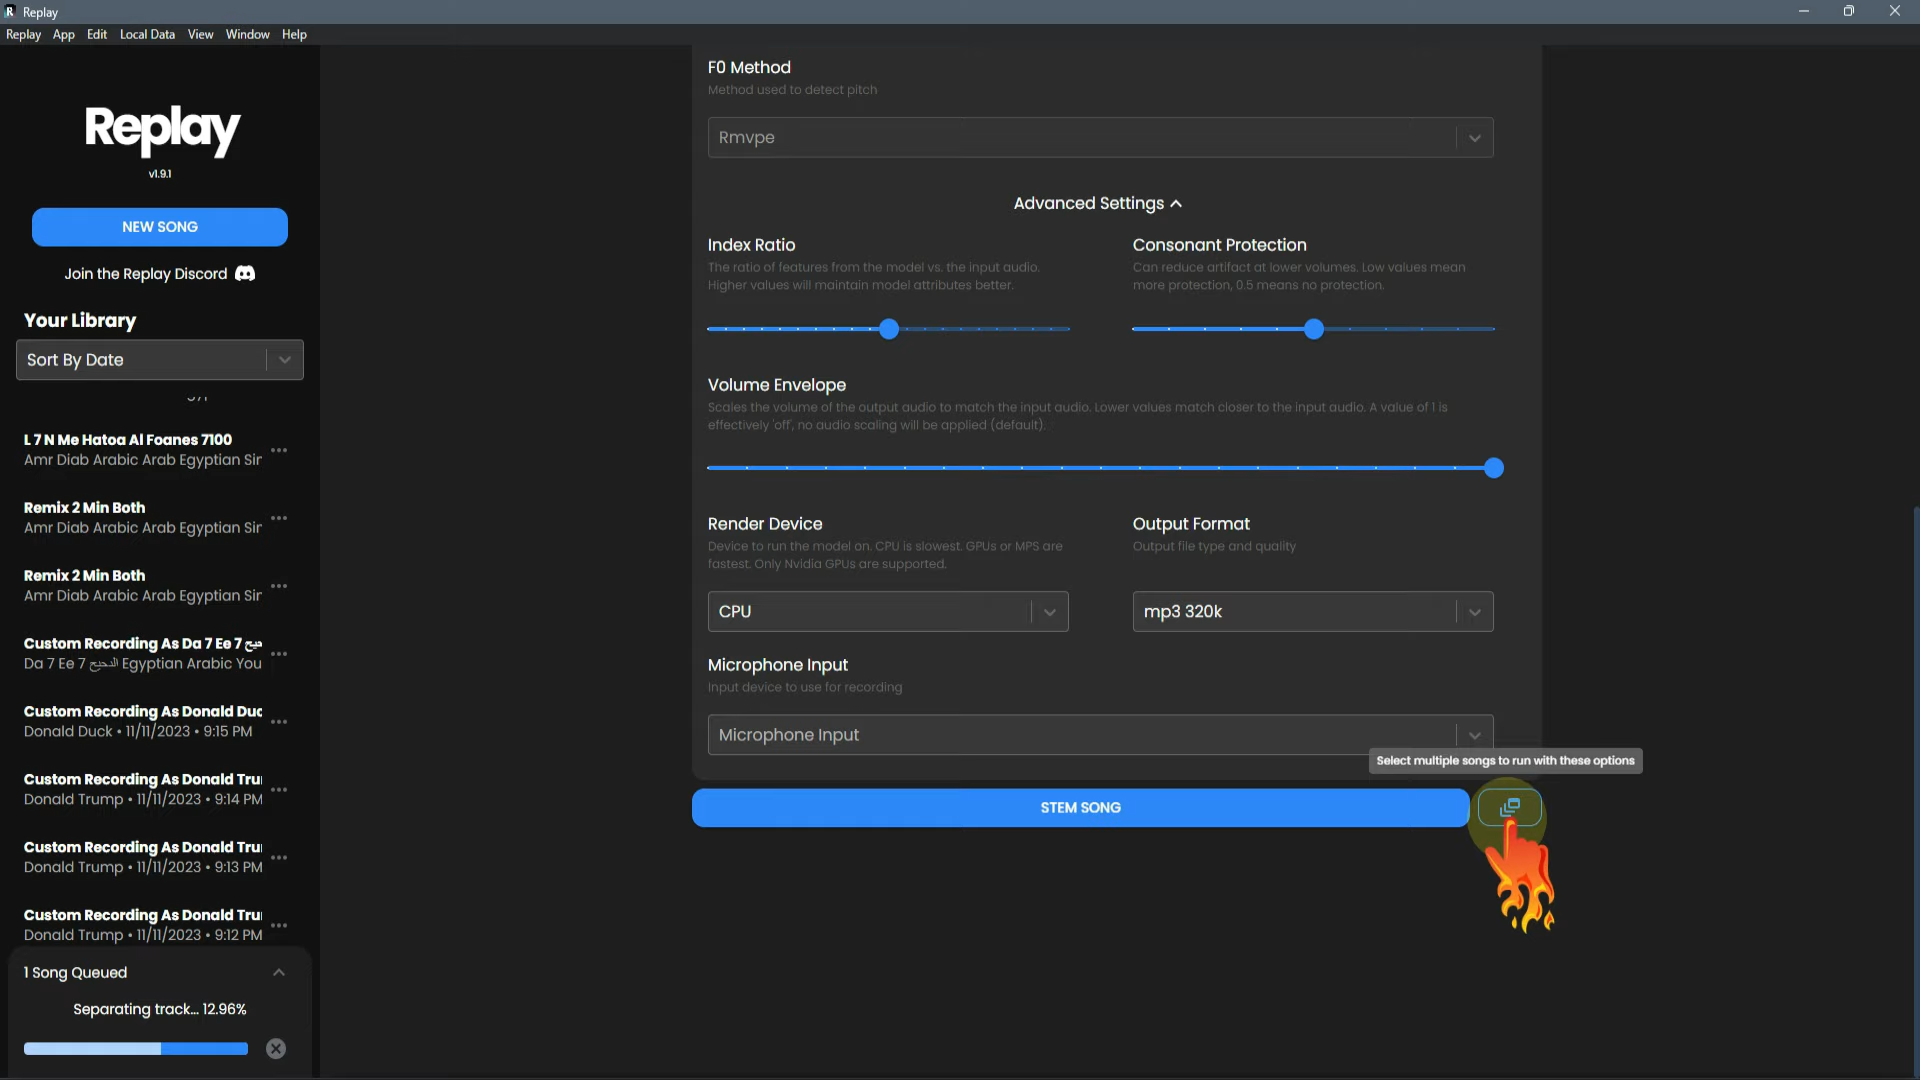 Replay
Replay App Edit Local Data View Window Help
Replay
v1.9.1
NEW SONG
Join the Replay Discord
Your Library
Sort By Date
L 7 N Me Hatoa Al Foanes 7100
Amr Diab Arabic Arab Egyptian Sir
Remix 2 Min Both
Amr Diab Arabic Arab Egyptian Sir
Remix 2 Min Both
Amr Diab Arabic Arab Egyptian Sir
Custom Recording As Da 7 Ee 7
Da 7 Ee 7 الدحيح Egyptian Arabic You
Custom Recording As Donald Duc
Donald Duck • 11/11/2023 • 9:15 PM
Custom Recording As Donald Tru
Donald Trump • 11/11/2023 • 9:14 PM
Custom Recording As Donald Tru
Donald Trump • 11/11/2023 • 9:13 PM
Custom Recording As Donald Tru
Donald Trump • 11/11/2023 • 9:12 PM
1 Song Queued
Separating track... 12.96%
F0 Method
Method used to detect pitch
Rmvpe
Advanced Settings
Index Ratio
The ratio of features from the model vs. the input audio.
Higher values will maintain model attributes better.
Consonant Protection
Can reduce artifact at lower volumes. Low values mean
more protection, 0.5 means no protection.
Volume Envelope
Scales the volume of the output audio to match the input audio. Lower values match closer to the input audio. A value of 1 is
effectively 'off', no audio scaling will be applied (default).
Render Device
Device to run the model on. CPU is slowest. GPUs or MPS are
fastest. Only Nvidia GPUs are supported.
CPU
Output Format
Output file type and quality
mp3 320k
Microphone Input
Input device to use for recording
Microphone Input
Select multiple songs to run with these options
STEM SONG